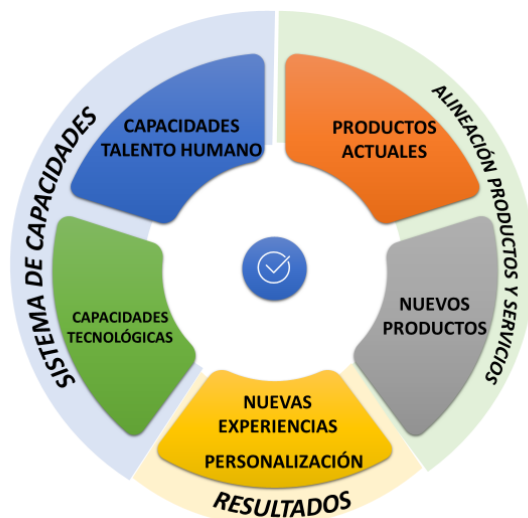 SISTEMA DE CAPACIDADES
CAPACIDADES
TALENTO HUMANO
CAPACIDADES
TECNOLÓGICAS
ALINEACIÓN PRODUCTOS Y SERVICIOS
PRODUCTOS
ACTUALES
NUEVOS
PRODUCTOS
NUEVAS
EXPERIENCIAS
PERSONALIZACIÓN
RESULTADOS